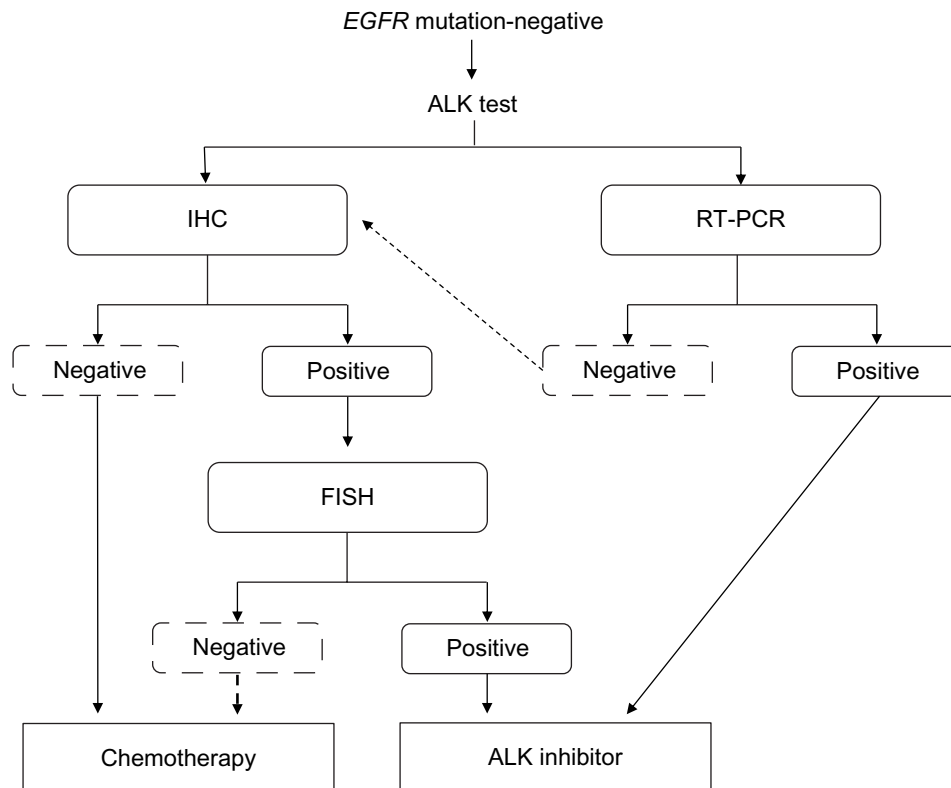 EGFR mutation-negative
ALK test
IHC
RT-PCR
Negative
Positive
Negative
Positive
FISH
Negative
Positive
Chemotherapy
ALK inhibitor